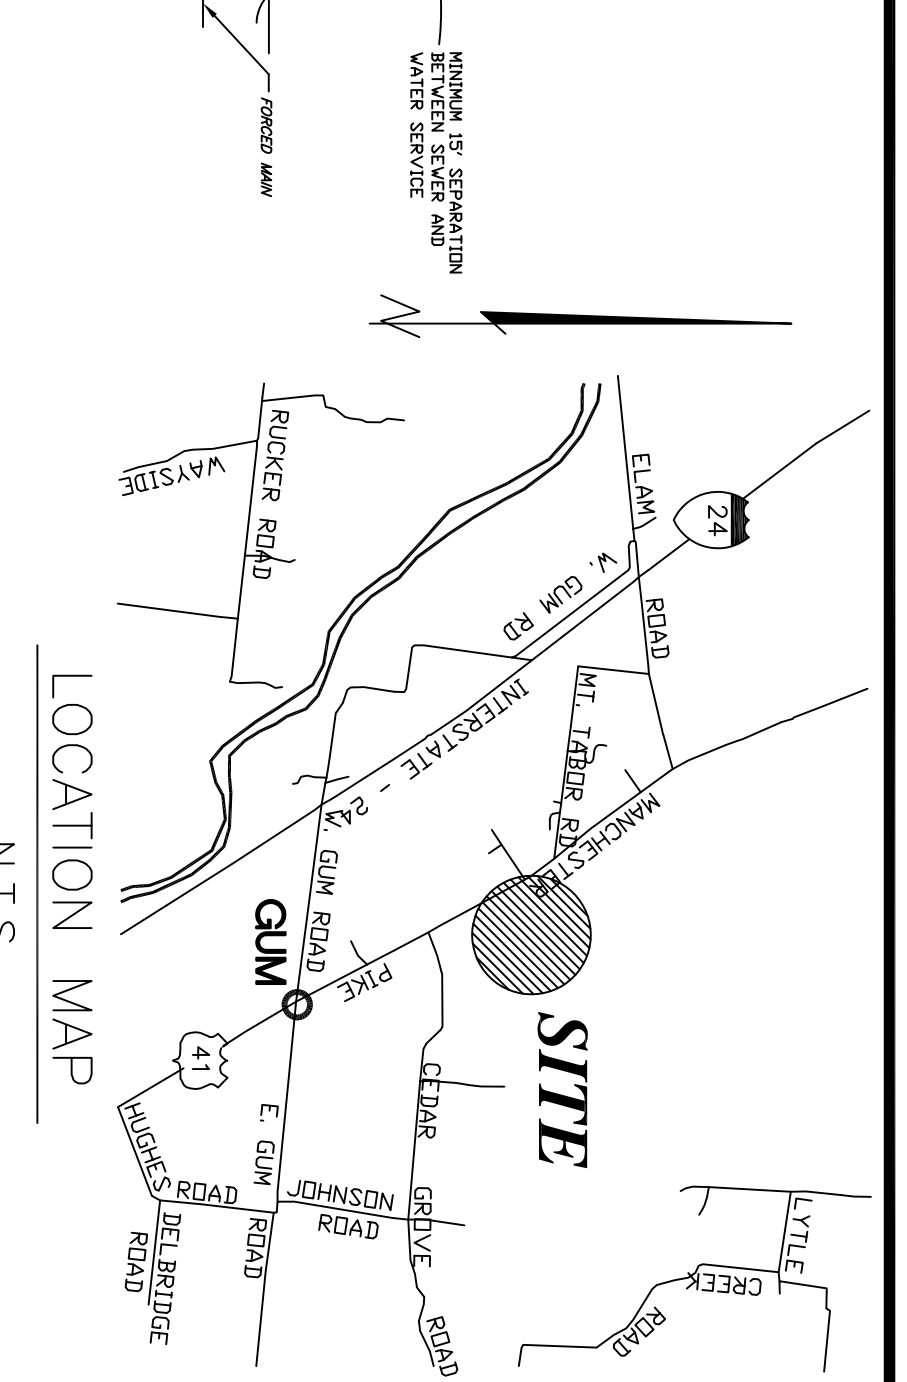 MINIMUM 15' SEPARATION
BETWEEN SEWER AND
WATER SERVICE
FORCED MAIN
N
24
ELAM
ROAD
W. GUM RD
RUCKER ROAD
WAYSIDE
MT. TABOR RD
INTERSTATE - 24
MANCHESTER
PIKE
W. GUM ROAD
GUM
SITE
41
CEDAR
GROVE
ROAD
E. GUM
ROAD
JOHNSON
ROAD
HUGHES
ROAD
DELBRIDGE
ROAD
LYTLE
CREEK
ROAD
LOCATION MAP
N.T.S.